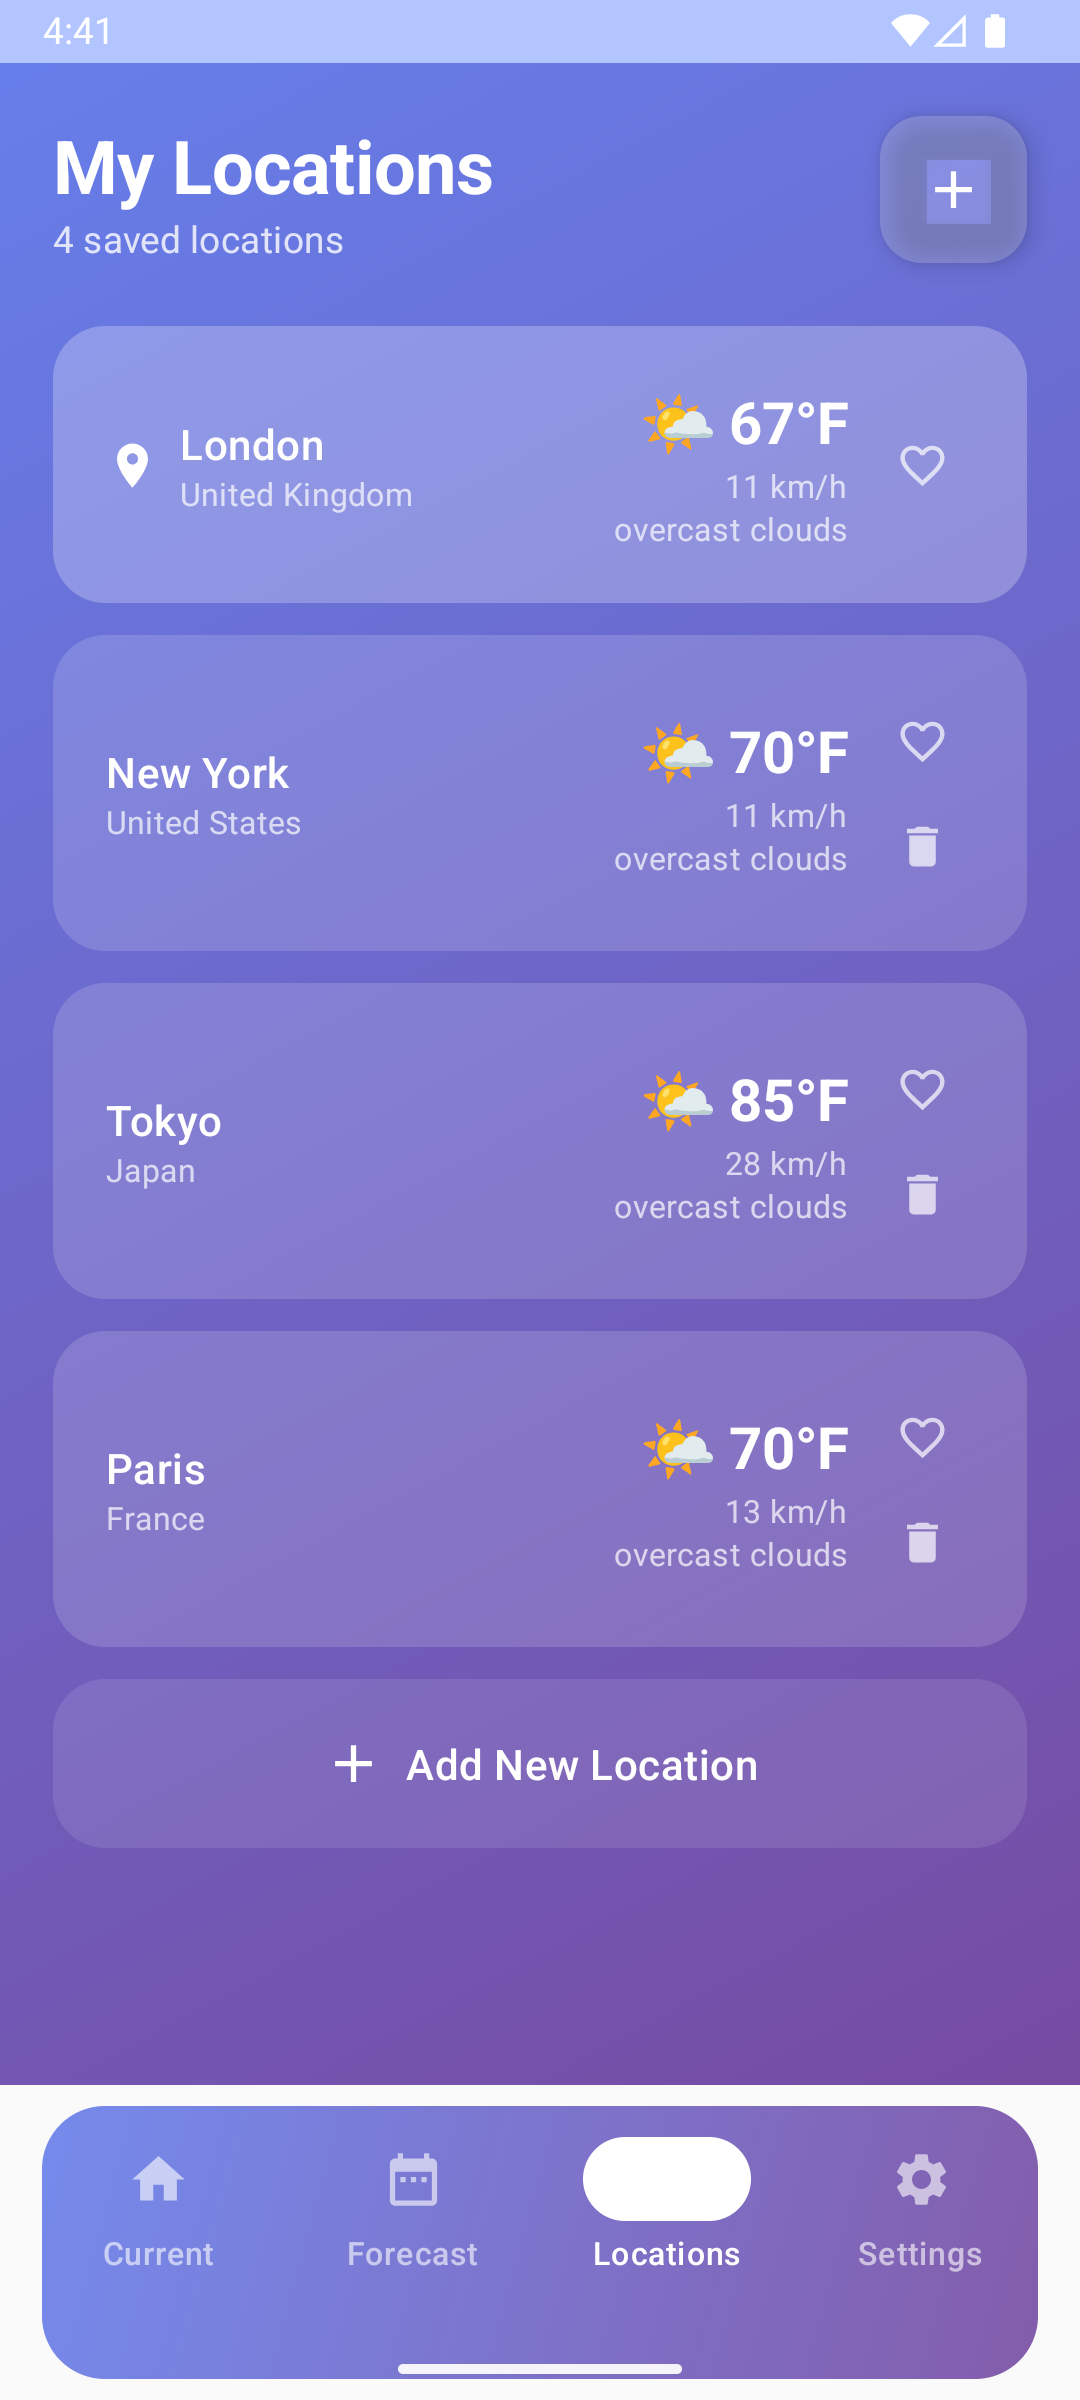 4:41
My Locations
4 saved locations
London
United Kingdom
67°F
11 km/h
overcast clouds
New York
United States
70°F
11 km/h
overcast clouds
Tokyo
Japan
85°F
28 km/h
overcast clouds
Paris
France
70°F
13 km/h
overcast clouds
Add New Location
Current
Forecast
Locations
Settings